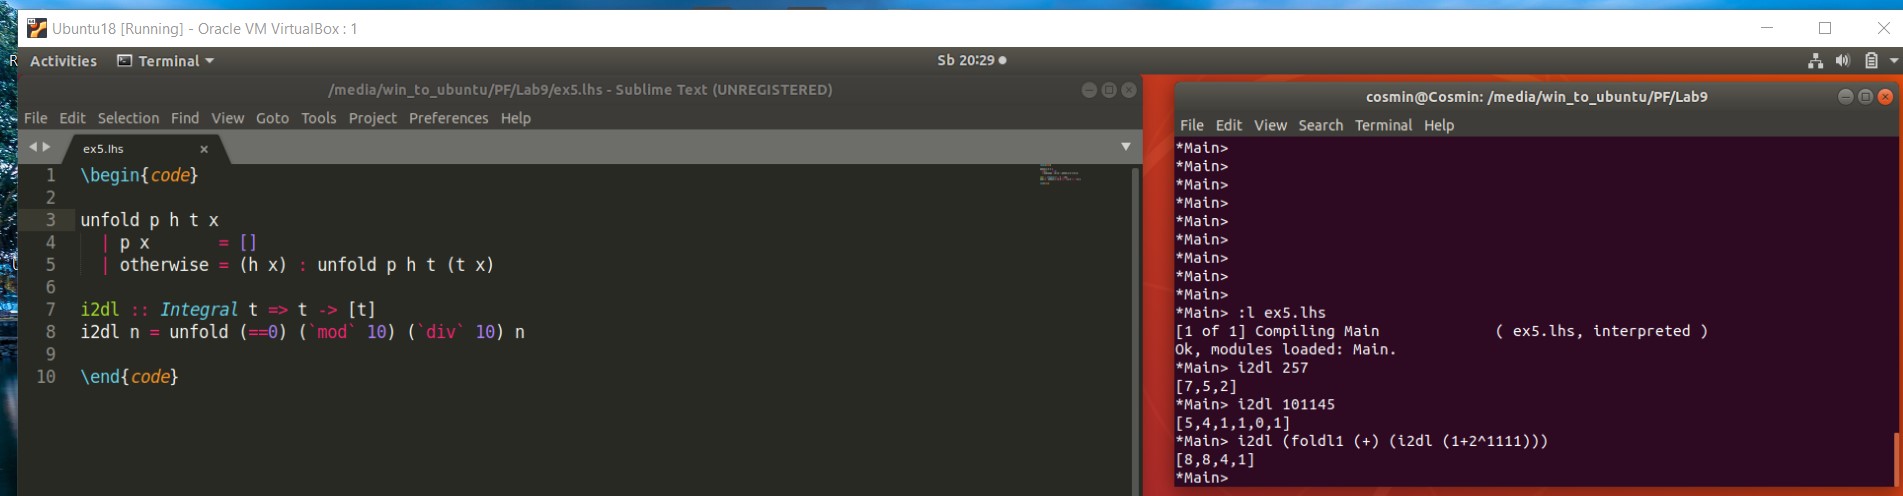 Ubuntu18 [Running] - Oracle VM VirtualBox : 1
Activities Terminal Sb 20:29
/media/win_to_ubuntu/PF/Lab9/ex5.lhs - Sublime Text (UNREGISTERED)
File Edit Selection Find View Goto Tools Project Preferences Help
ex5.lhs ×
1 \begin{code}
2
3 unfold p h t x
4 | p x       = []
5 | otherwise = (h x) : unfold p h t (t x)
6
7 i2dl :: Integral t => t -> [t]
8 i2dl n = unfold (==0) (`mod` 10) (`div` 10) n
9
10 \end{code}
cosmin@Cosmin: /media/win_to_ubuntu/PF/Lab9
File Edit View Search Terminal Help
*Main>
*Main>
*Main>
*Main>
*Main>
*Main>
*Main>
*Main>
*Main>
*Main> :l ex5.lhs
[1 of 1] Compiling Main             ( ex5.lhs, interpreted )
Ok, modules loaded: Main.
*Main> i2dl 257
[7,5,2]
*Main> i2dl 101145
[5,4,1,1,0,1]
*Main> i2dl (foldl1 (+) (i2dl (1+2^1111)))
[8,8,4,1]
*Main>